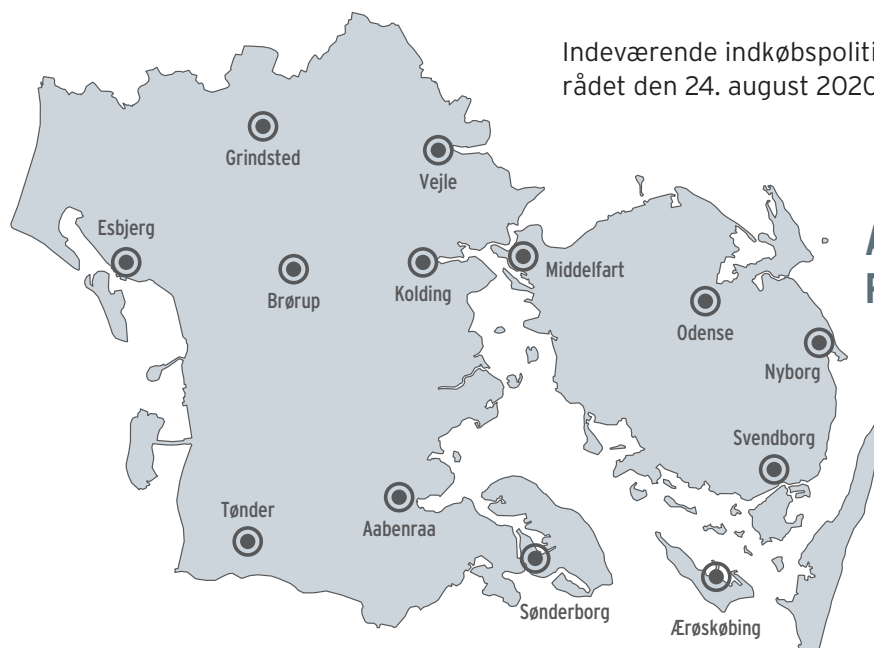 Indeværende indkøbspoliti
rådet den 24. august 2020
Grindsted
Vejle
Esbjerg
Middelfart
Brørup
Kolding
Odense
Nyborg
Svendborg
Tønder
Aabenraa
Sønderborg
Ærøskøbing